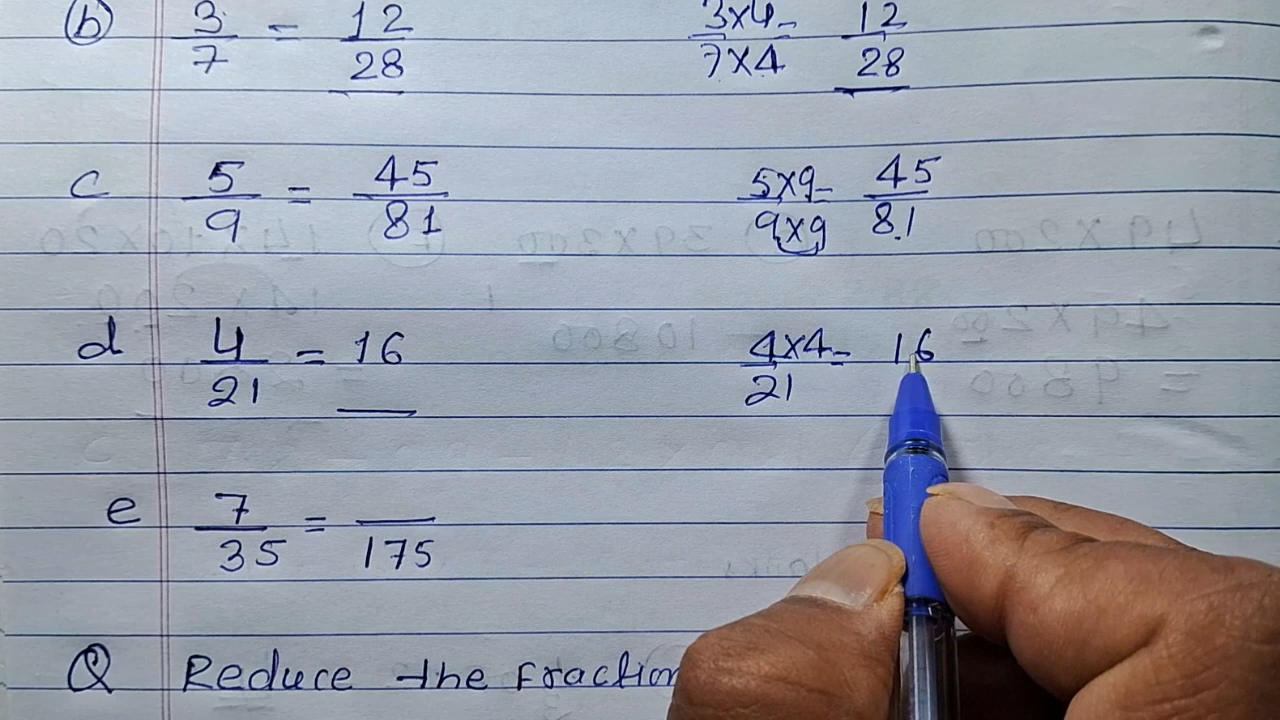 b 3/7 = 12/28 3x4/7x4 = 12/28
c 5/9 = 45/81 5x9/9x9 = 45/81
d 4/21 = 16/__ 4x4/21 = 16
e 7/35 = __/175
Q Reduce the fraction